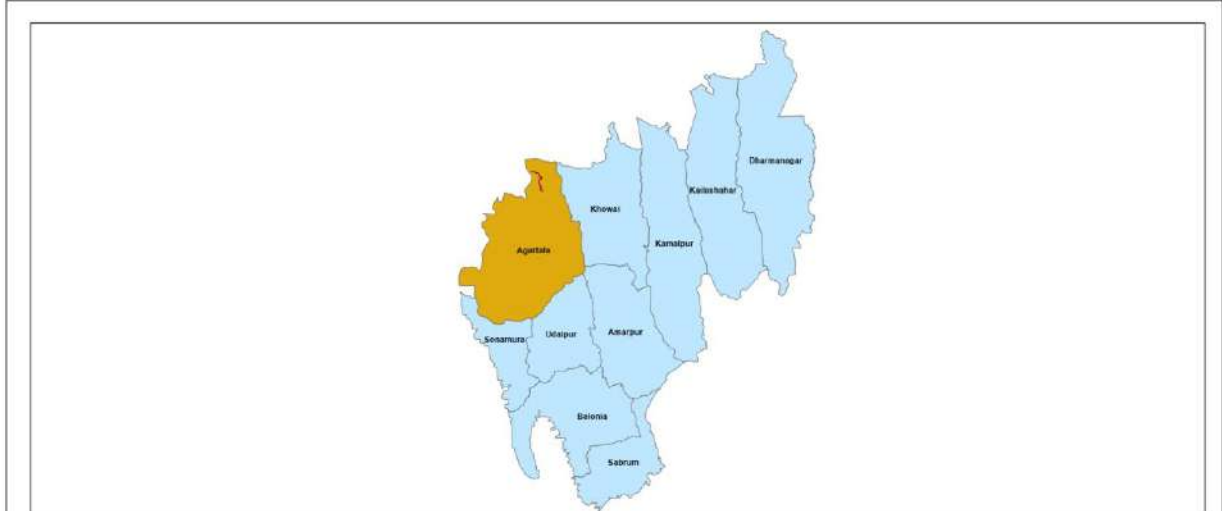 Dharmanagar
Kailashahar
Khowai
Kamalpur
Agartala
Amarpur
Udaipur
Sonamura
Belonia
Sabrum